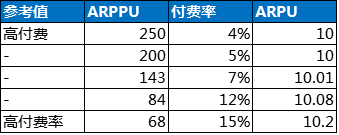 参考值 ARPPU 付费率 ARPU
高付费 250 4% 10
- 200 5% 10
- 143 7% 10.01
- 84 12% 10.08
高付费率 68 15% 10.2